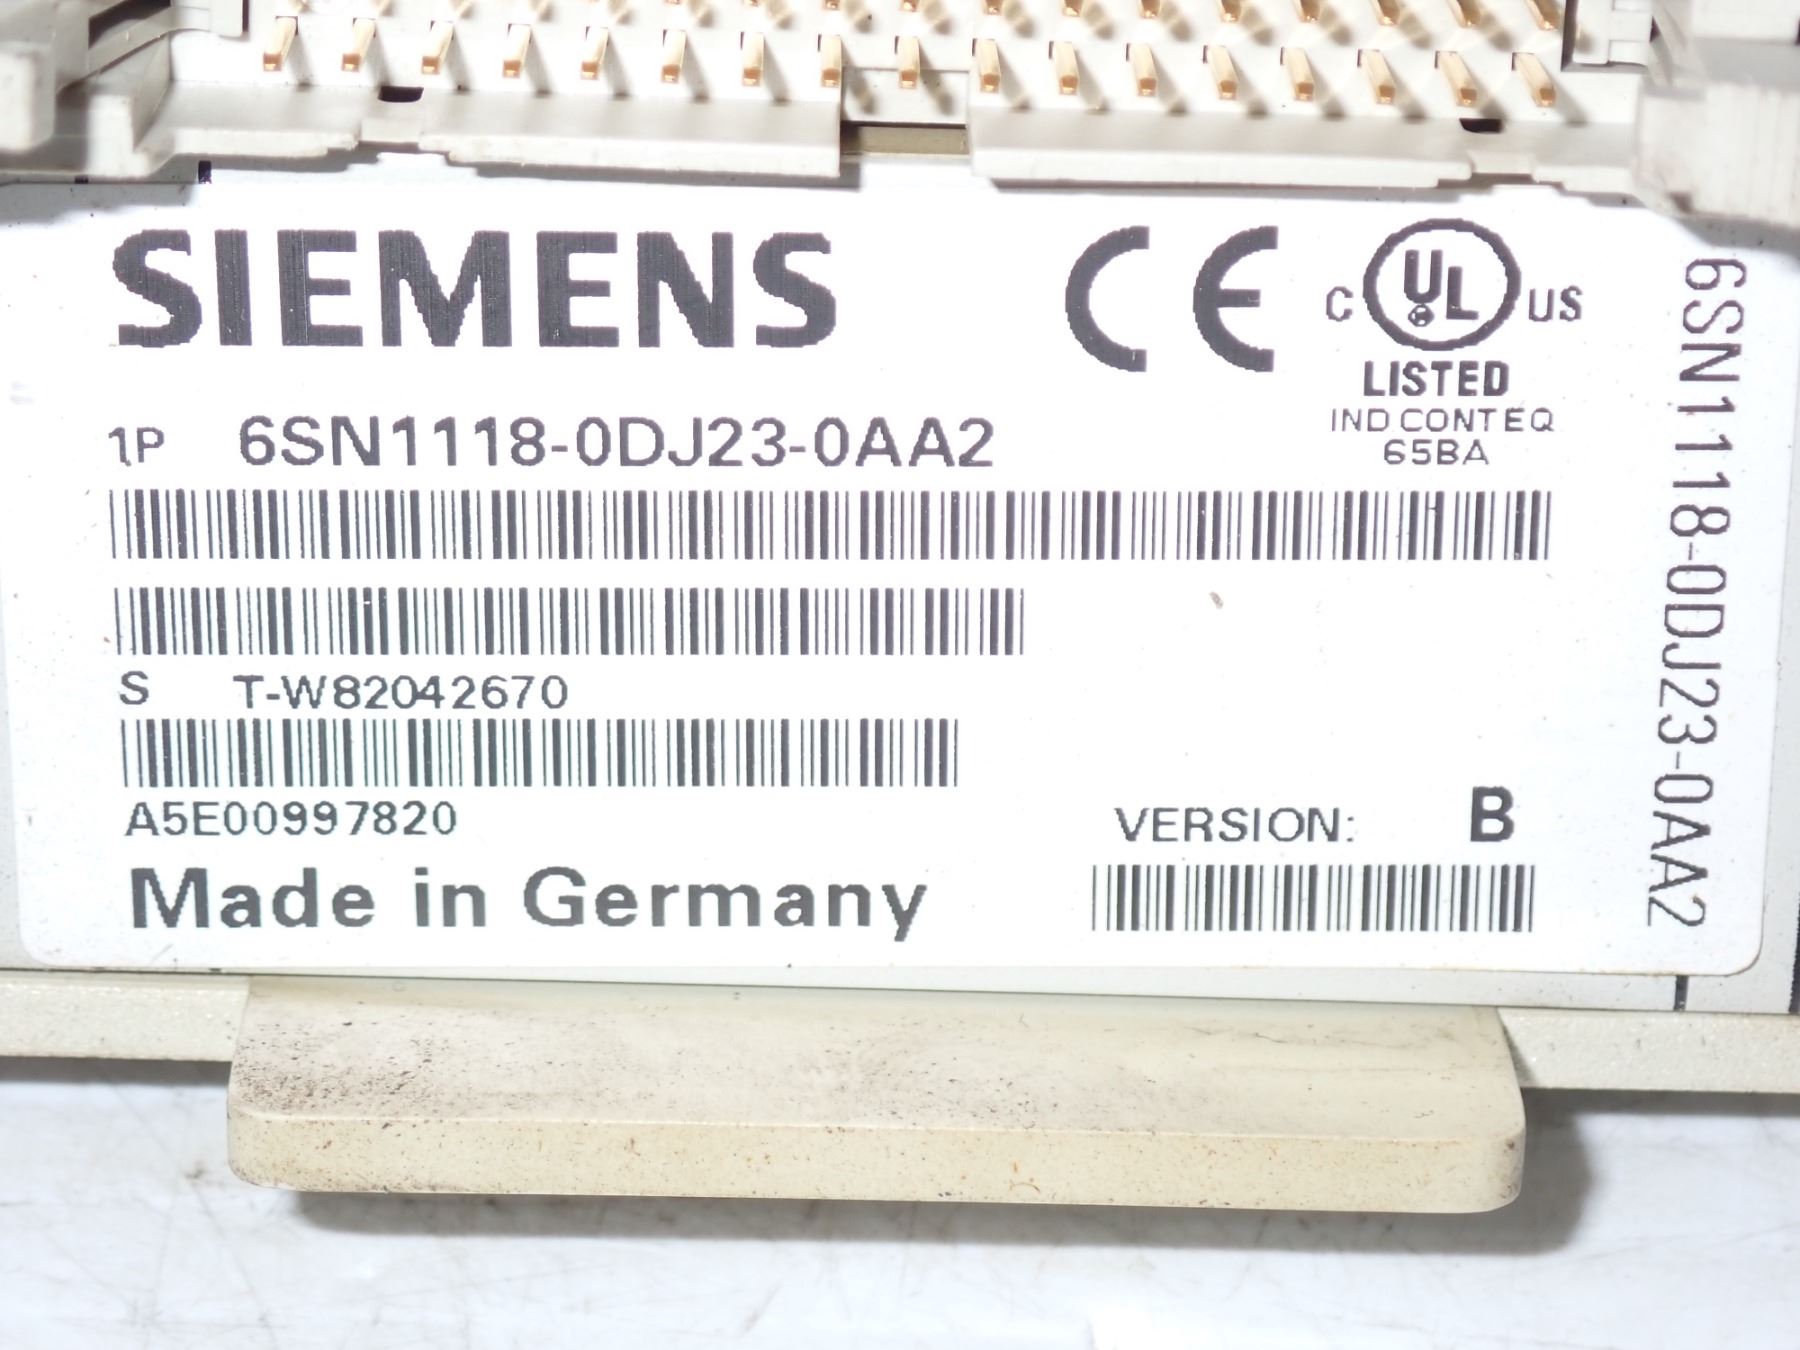 SIEMENS
C UL US
LISTED
IND CONT EQ
65BA
1P 6SN1118-0DJ23-0AA2
S T-W82042670
A5E00997820
VERSION: B
Made in Germany
6SN1118-0DJ23-0AA2